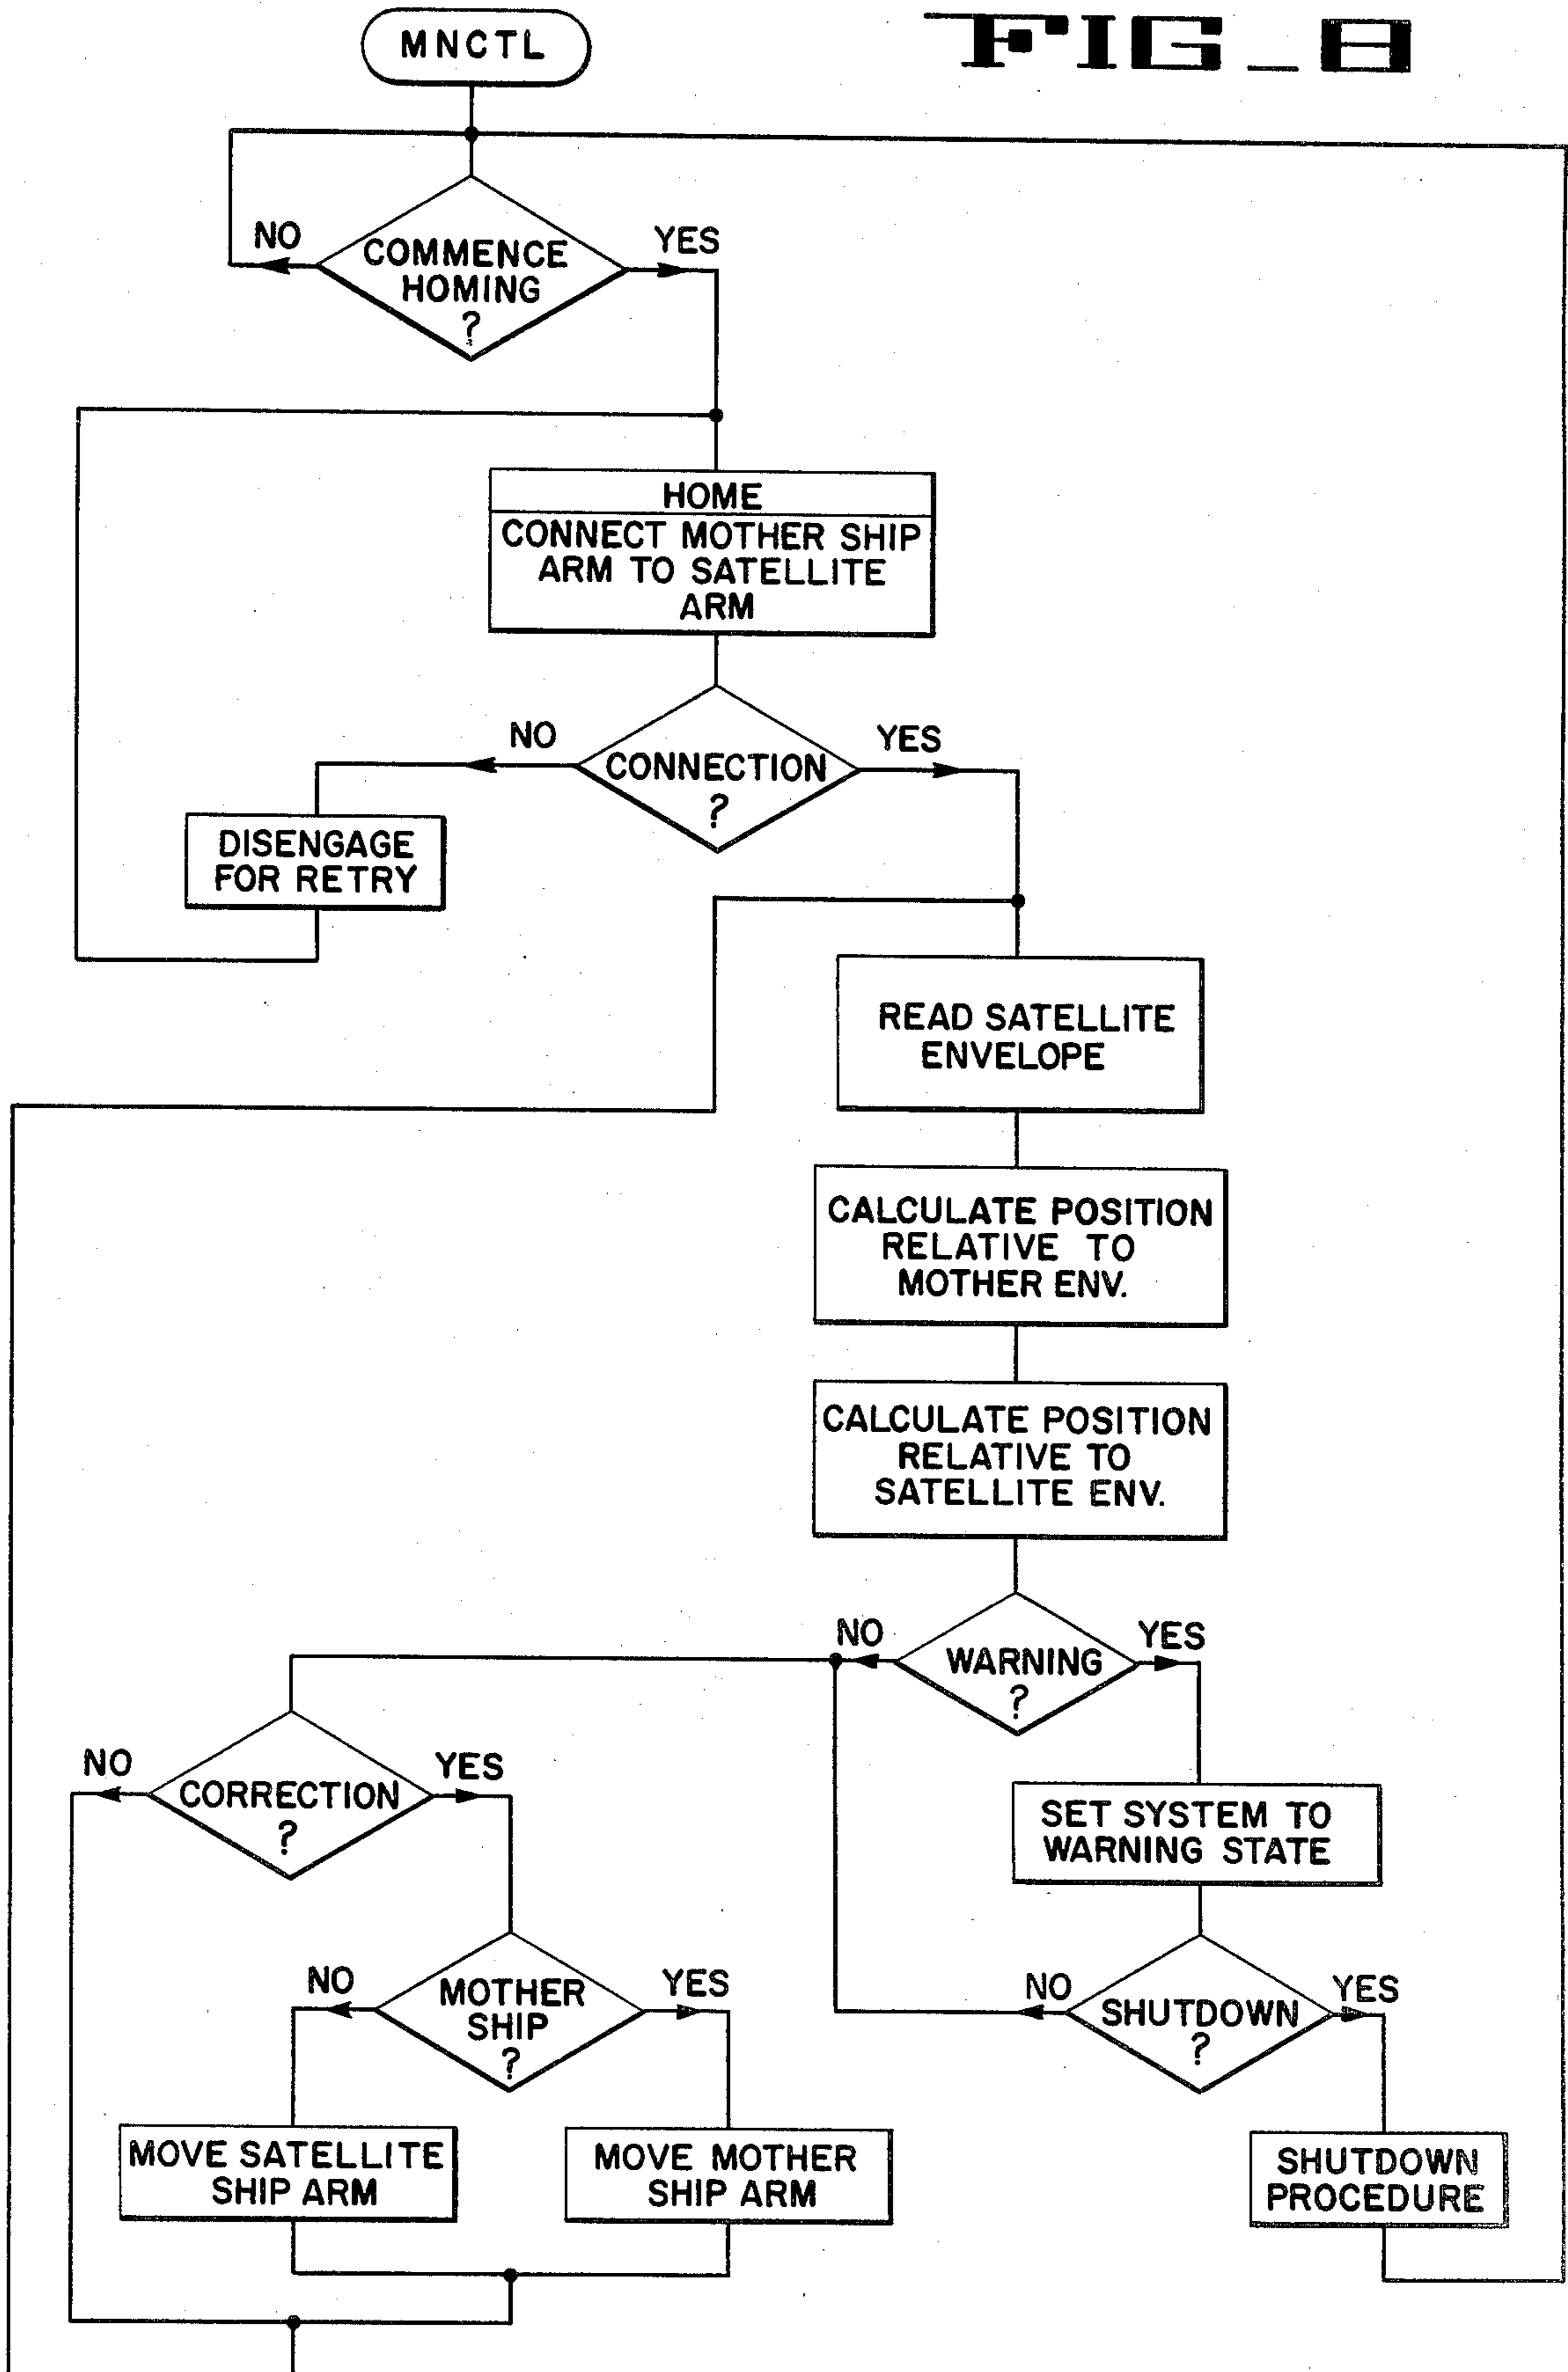 MNCTL
FIG_8
NO
YES
COMMENCE
HOMING
?
HOME
CONNECT MOTHER SHIP
ARM TO SATELLITE
ARM
NO
YES
CONNECTION
?
DISENGAGE
FOR RETRY
READ SATELLITE
ENVELOPE
CALCULATE POSITION
RELATIVE TO
MOTHER ENV.
CALCULATE POSITION
RELATIVE TO
SATELLITE ENV.
NO
YES
WARNING
?
NO
YES
CORRECTION
?
SET SYSTEM TO
WARNING STATE
NO
YES
MOTHER
SHIP
?
NO
YES
SHUTDOWN
?
MOVE SATELLITE
SHIP ARM
MOVE MOTHER
SHIP ARM
SHUTDOWN
PROCEDURE